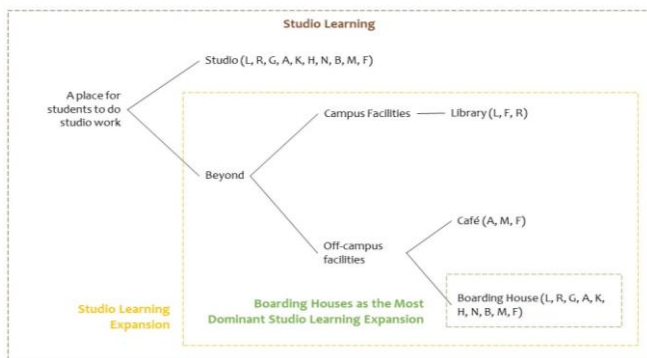 Studio Learning
Studio (L, R, G, A, K, H, N, B, M, F)
A place for
students to do
studio work
Campus Facilities
Library (L, F, R)
Beyond
Café (A, M, F)
Off-campus
facilities
Boarding House (L, R, G, A, K,
H, N, B, M, F)
Boarding Houses as the Most
Dominant Studio Learning Expansion
Studio Learning
Expansion